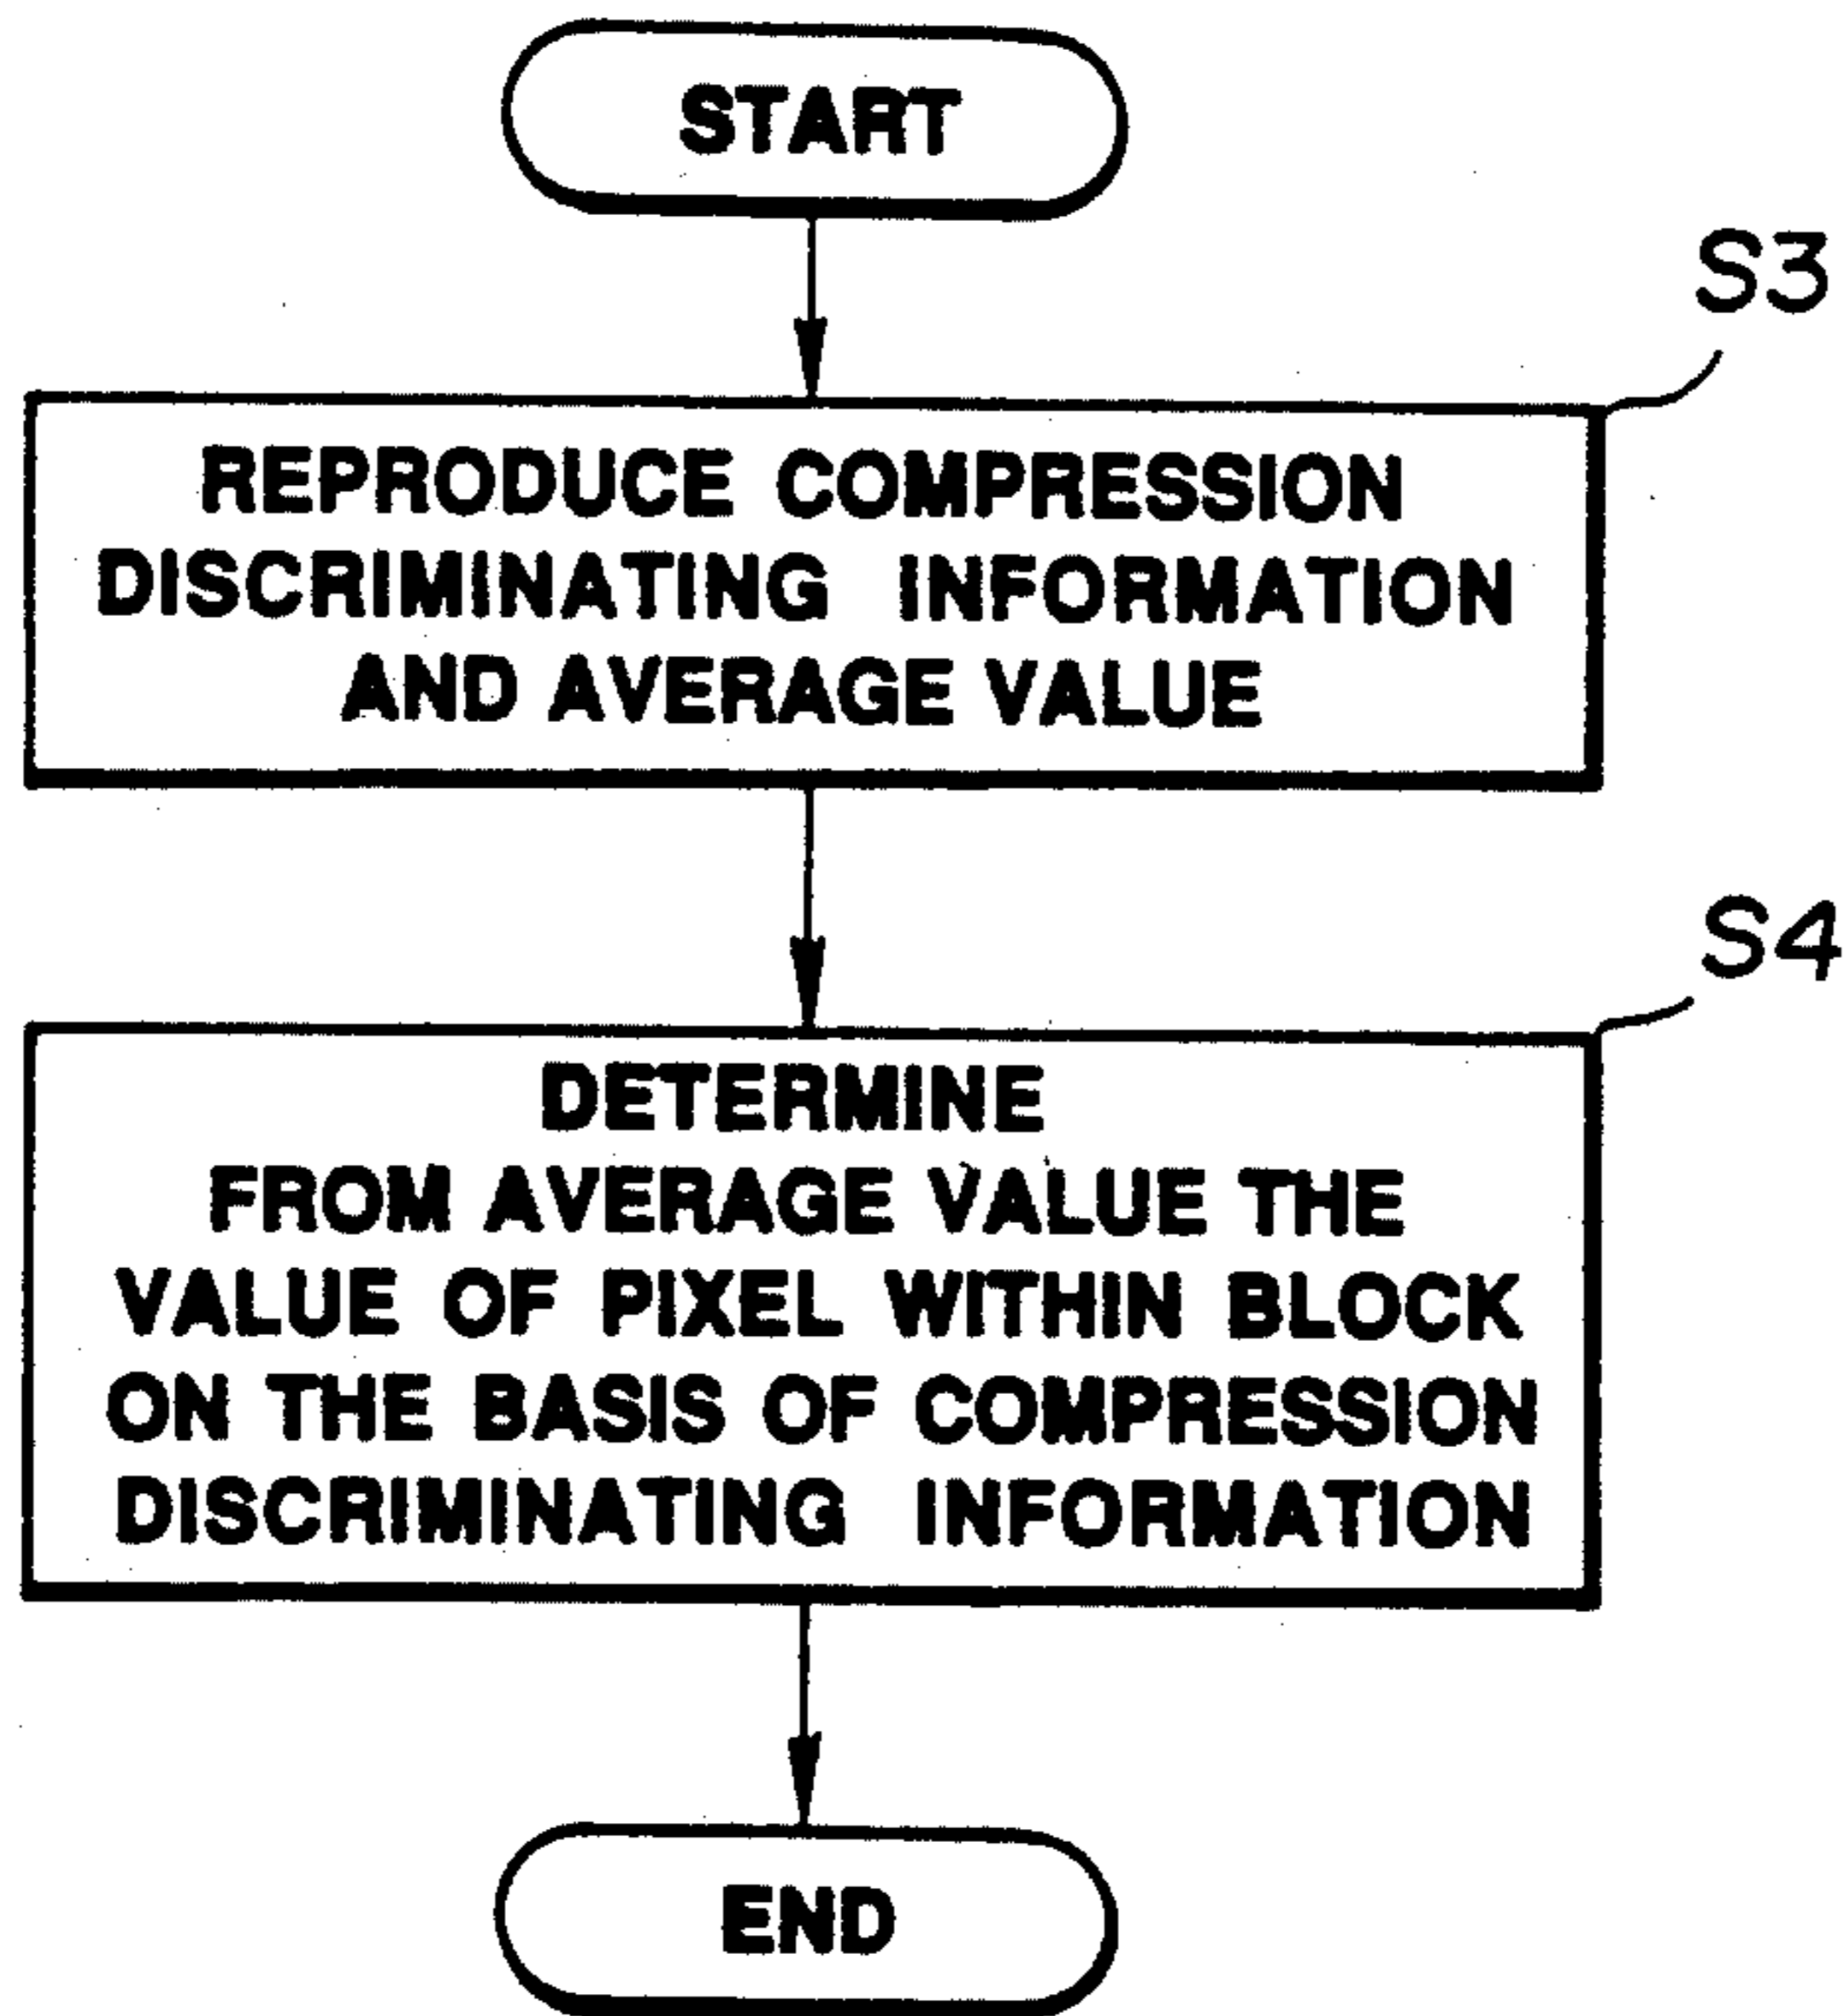 START
S3
REPRODUCE COMPRESSION
DISCRIMINATING INFORMATION
AND AVERAGE VALUE
S4
DETERMINE
FROM AVERAGE VALUE THE
VALUE OF PIXEL WITHIN BLOCK
ON THE BASIS OF COMPRESSION
DISCRIMINATING INFORMATION
END